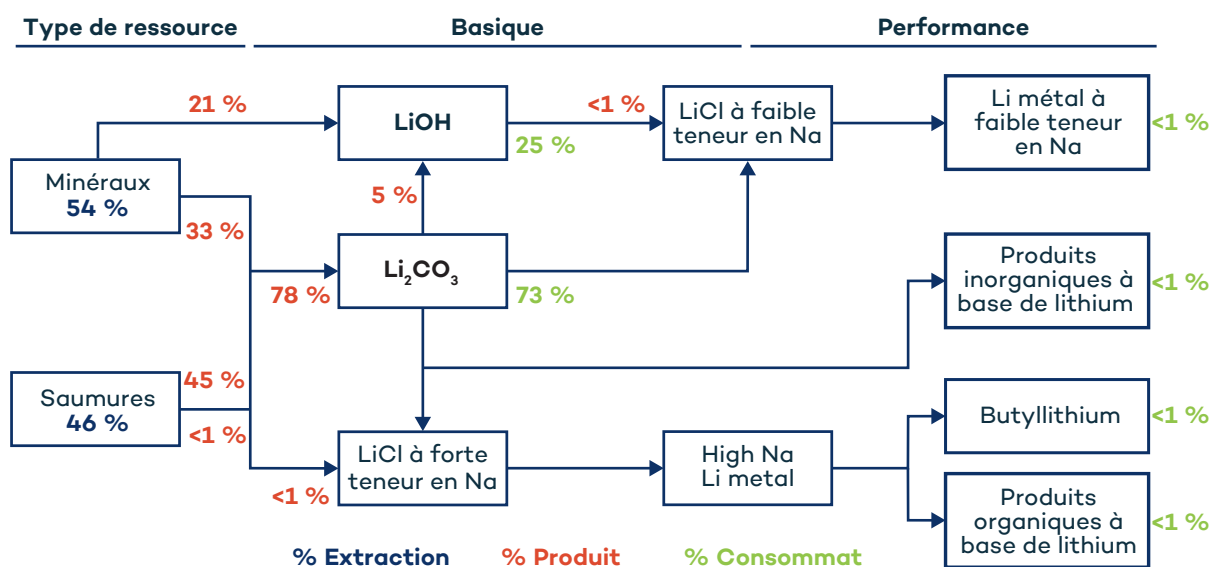 Type de ressource
Basique
Performance
21 %
LiOH
<1 %
25 %
LiCl à faible
teneur en Na
Li métal à
faible teneur
en Na
<1 %
Minéraux
54 %
5 %
33 %
78 %
Li₂CO₃
73 %
Produits
inorganiques à
base de lithium
<1 %
Saumures
46 %
45 %
<1 %
<1 %
LiCl à forte
teneur en Na
High Na
Li metal
Butyllithium
<1 %
Produits
organiques à
base de lithium
<1 %
% Extraction
% Produit
% Consommat